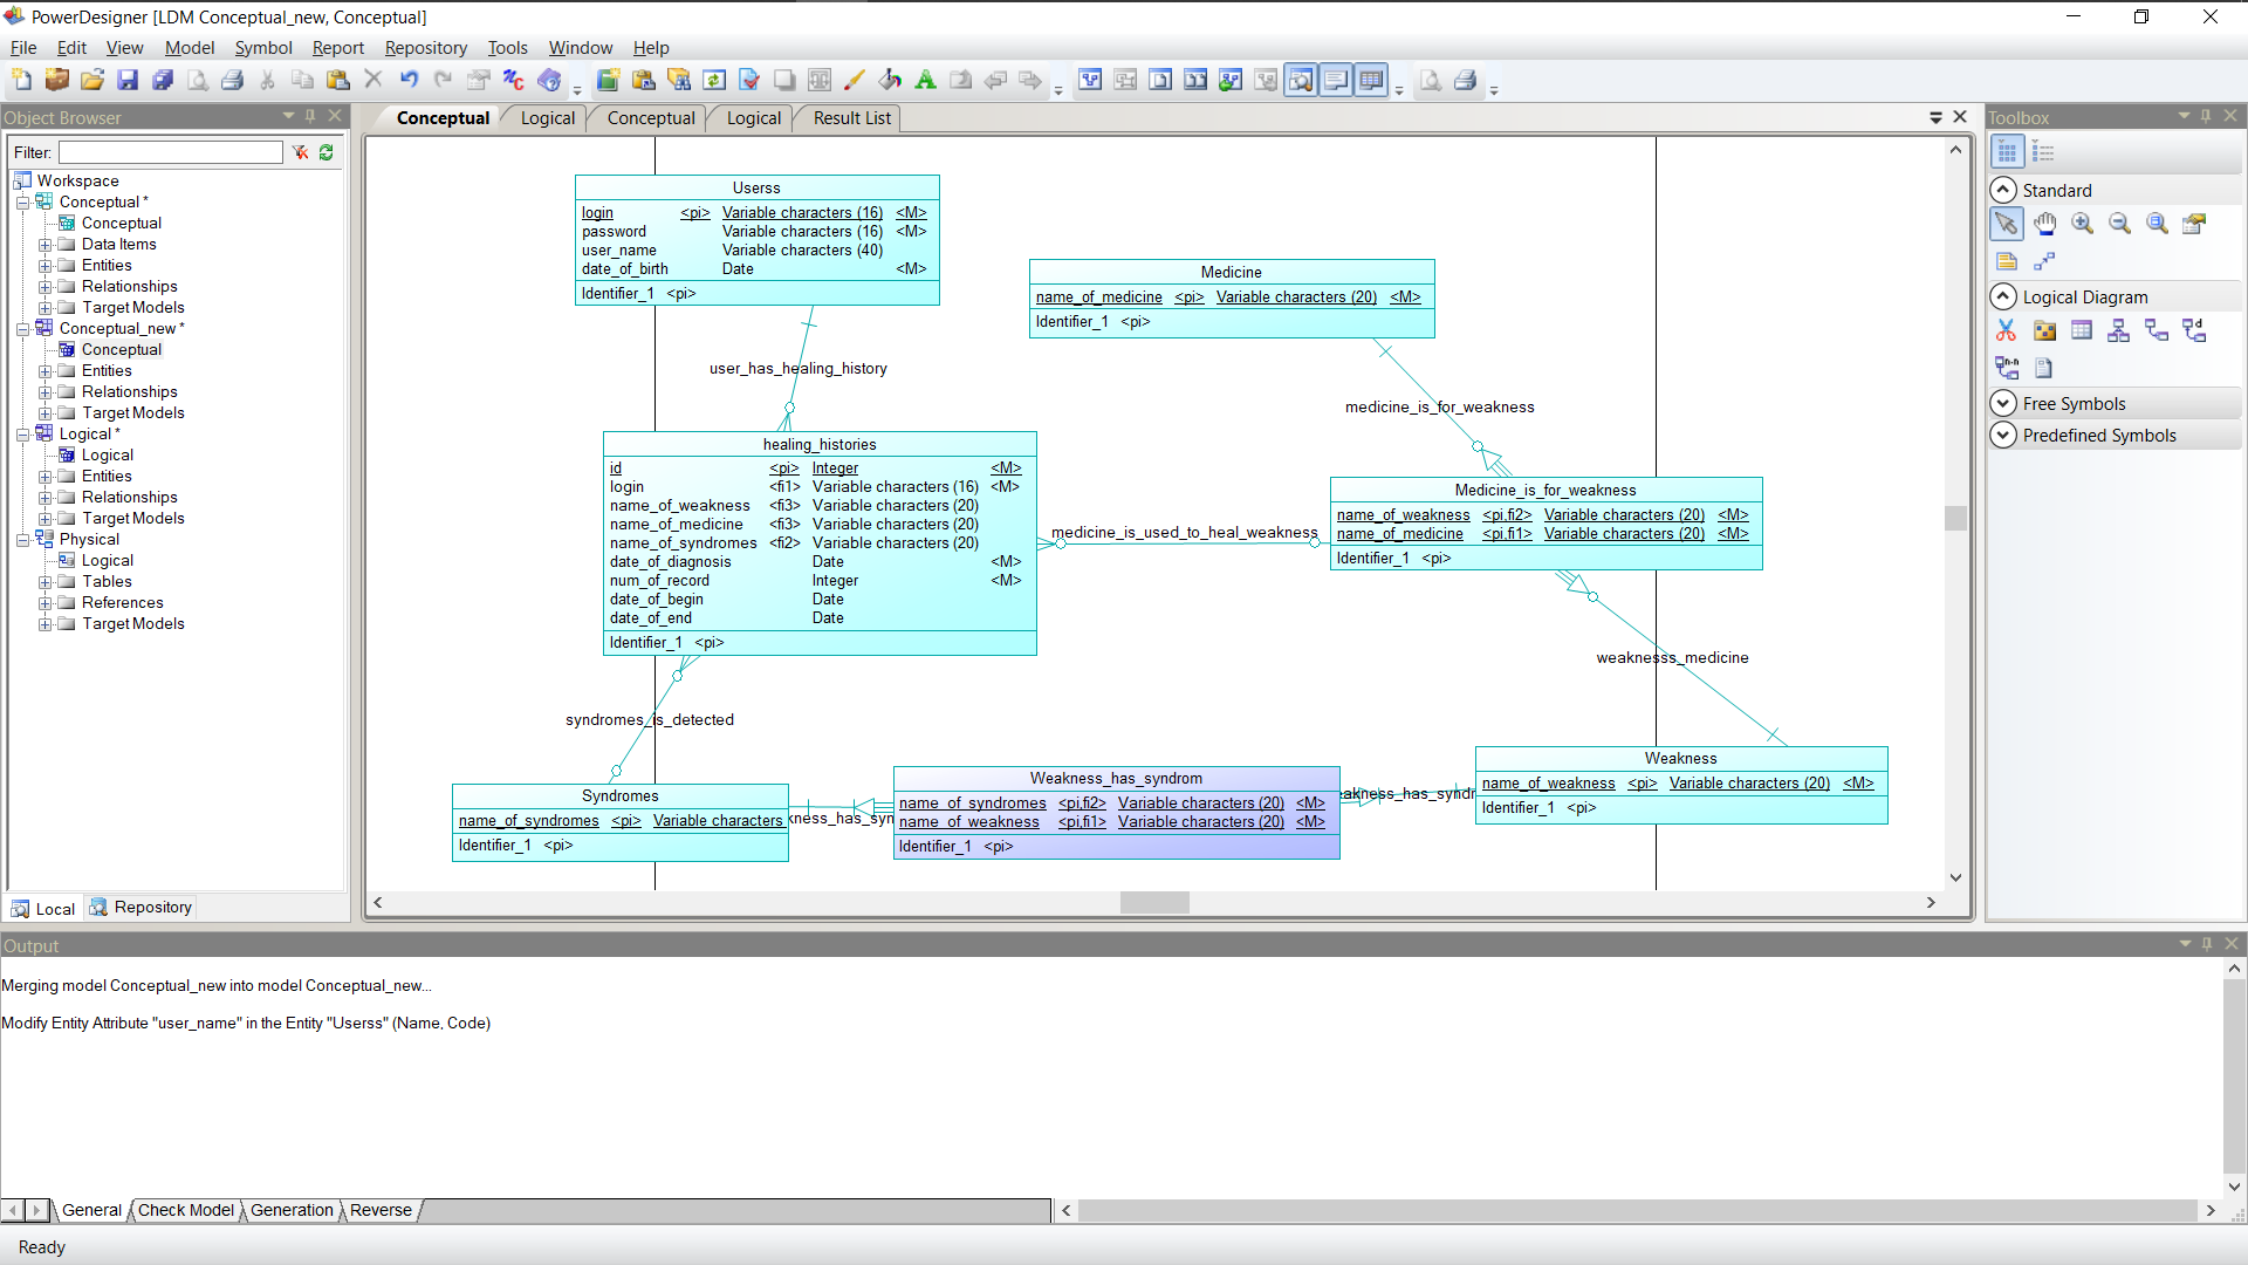 PowerDesigner [LDM Conceptual_new, Conceptual]
File Edit View Model Symbol Report Repository Tools Window Help
Object Browser
Filter:
Workspace
Conceptual *
Conceptual
Data Items
Entities
Relationships
Target Models
Conceptual_new *
Conceptual
Entities
Relationships
Target Models
Logical *
Logical
Entities
Relationships
Target Models
Physical
Logical
Tables
References
Target Models
Local Repository
Conceptual Logical Conceptual Logical Result List
Userss
login <pi> Variable characters (16) <M>
password Variable characters (16) <M>
user_name Variable characters (40)
date_of_birth Date <M>
Identifier_1 <pi>
Medicine
name_of_medicine <pi> Variable characters (20) <M>
Identifier_1 <pi>
user_has_healing_history
medicine_is_for_weakness
healing_histories
id <pi> Integer <M>
login <fi1> Variable characters (16) <M>
name_of_weakness <fi3> Variable characters (20)
name_of_medicine <fi3> Variable characters (20)
name_of_syndromes <fi2> Variable characters (20)
date_of_diagnosis Date <M>
num_of_record Integer <M>
date_of_begin Date
date_of_end Date
Identifier_1 <pi>
medicine_is_used_to_heal_weakness
Medicine_is_for_weakness
name_of_weakness <pi,fi2> Variable characters (20) <M>
name_of_medicine <pi,fi1> Variable characters (20) <M>
Identifier_1 <pi>
weaknesss_medicine
syndromes_is_detected
Syndromes
name_of_syndromes <pi> Variable characters
Identifier_1 <pi>
kness_has_syn
Weakness_has_syndrom
name_of_syndromes <pi,fi2> Variable characters (20) <M>
name_of_weakness <pi,fi1> Variable characters (20) <M>
Identifier_1 <pi>
eakness_has_syndr
Weakness
name_of_weakness <pi> Variable characters (20) <M>
Identifier_1 <pi>
Toolbox
Standard
Logical Diagram
Free Symbols
Predefined Symbols
Output
Merging model Conceptual_new into model Conceptual_new...
Modify Entity Attribute "user_name" in the Entity "Userss" (Name, Code)
General Check Model Generation Reverse
Ready